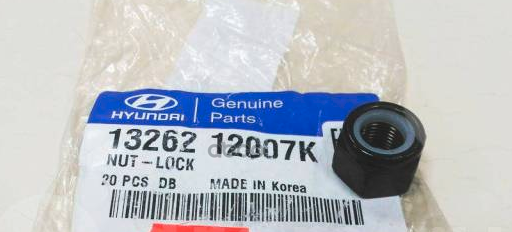 HYUNDAI
Genuine
Parts
13262 12007K
NUT-LOCK
20 PCS DB MADE IN Korea